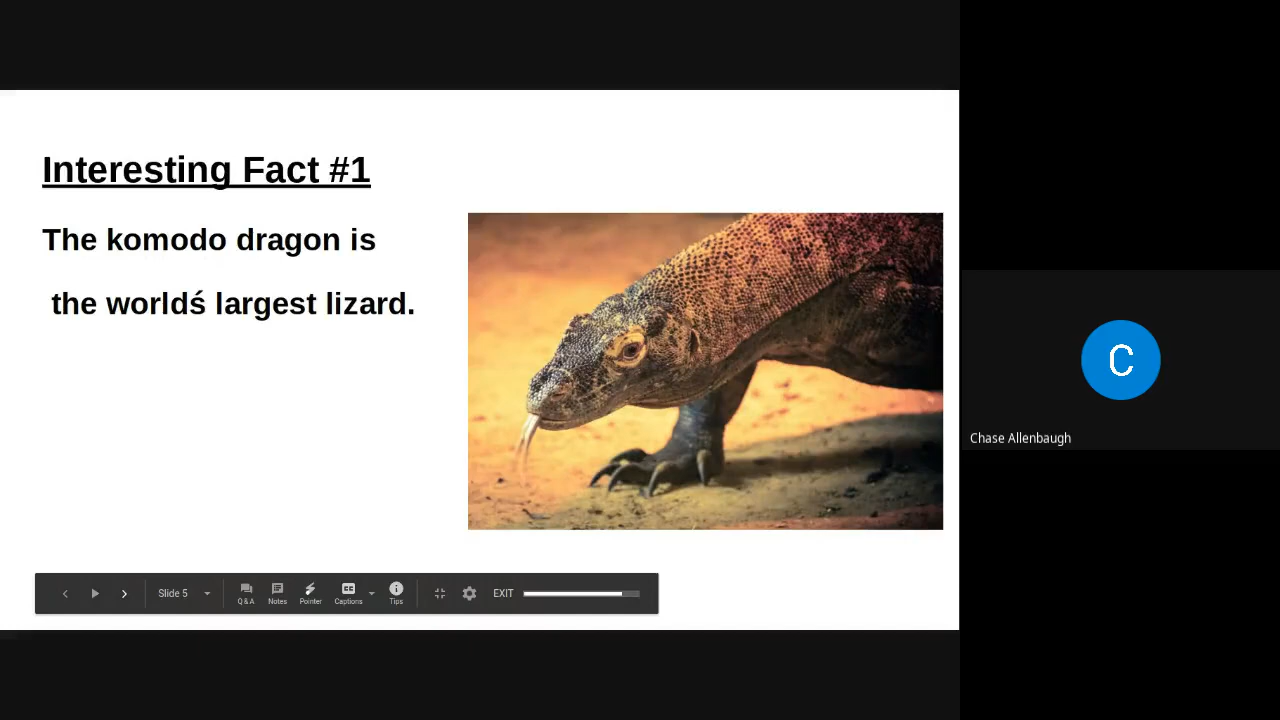 Interesting Fact #1
The komodo dragon is
the worldś largest lizard.
C
Chase Allenbaugh
Slide 5
Q & A
Notes
Pointer
Captions
Tips
EXIT